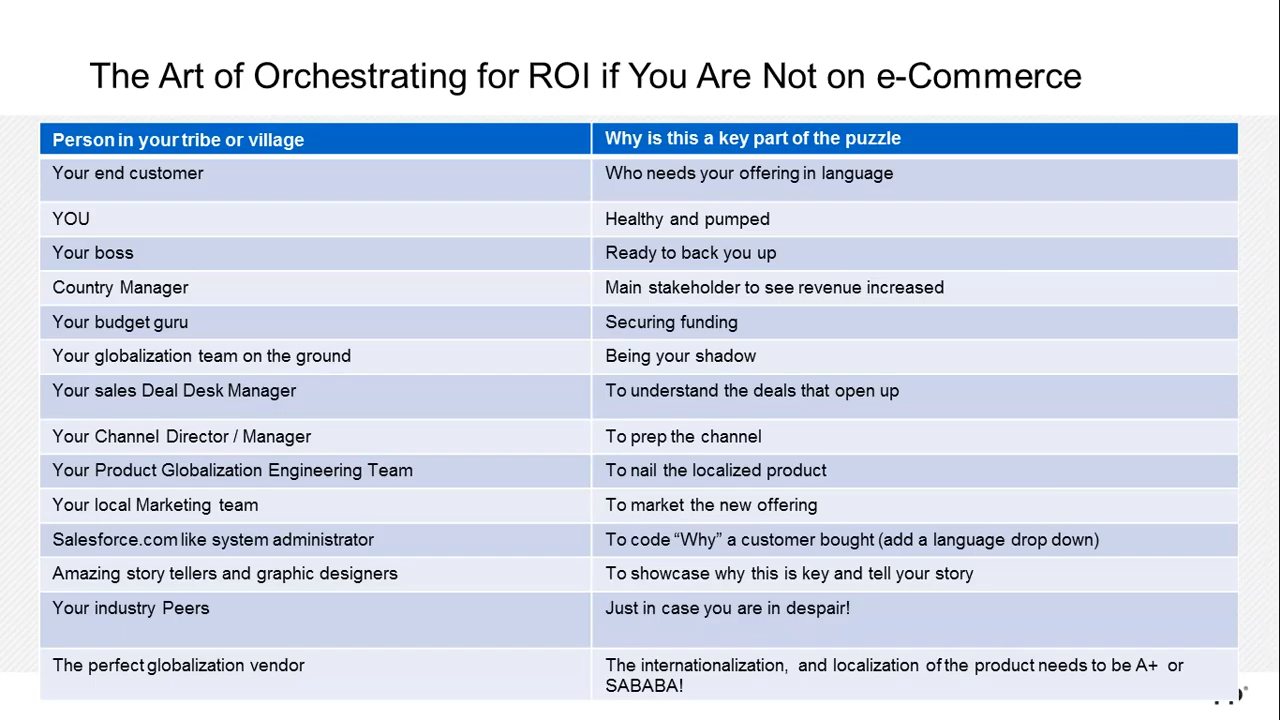 The Art of Orchestrating for ROI if You Are Not on e-Commerce
Person in your tribe or village
Why is this a key part of the puzzle
Your end customer
Who needs your offering in language
YOU
Healthy and pumped
Your boss
Ready to back you up
Country Manager
Main stakeholder to see revenue increased
Your budget guru
Securing funding
Your globalization team on the ground
Being your shadow
Your sales Deal Desk Manager
To understand the deals that open up
Your Channel Director / Manager
To prep the channel
Your Product Globalization Engineering Team
To nail the localized product
Your local Marketing team
To market the new offering
Salesforce.com like system administrator
To code “Why” a customer bought (add a language drop down)
Amazing story tellers and graphic designers
To showcase why this is key and tell your story
Your industry Peers
Just in case you are in despair!
The perfect globalization vendor
The internationalization, and localization of the product needs to be A+ or
SABABA!